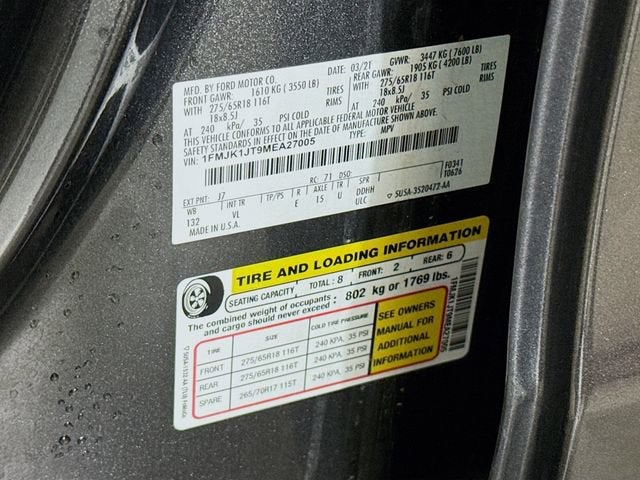 MFD. BY FORD MOTOR CO.
DATE: 03/21 GVWR: 3447 KG ( 7600 LB)
FRONT GAWR: 1610 KG ( 3550 LB) REAR GAWR: 1905 KG ( 4200 LB)
WITH 275/65R18 116T TIRES WITH 275/65R18 116T TIRES
18x8.5J RIMS 18x8.5J RIMS
AT 240 kPa/ 35 PSI COLD AT 240 kPa/ 35 PSI COLD
THIS VEHICLE CONFORMS TO ALL APPLICABLE FEDERAL MOTOR VEHICLE
SAFETY STANDARDS IN EFFECT ON THE DATE OF MANUFACTURE SHOWN ABOVE.
VIN: 1FMJK1JT9MEA27005 TYPE: MPV
F0341
T0626
EXT PNT: J7 RC: 71 DSO:
WB INT TR TP/PS R AXLE TR SPR
132 VL E 15 U DDHH
ULC
MADE IN U.S.A. 5USA-3520472-AA
TIRE AND LOADING INFORMATION
SEATING CAPACITY TOTAL : 8 FRONT: 2 REAR: 6
The combined weight of occupants
and cargo should never exceed : 802 kg or 1769 lbs.
TIRE SIZE COLD TIRE PRESSURE
FRONT 275/65R18 116T 240 KPA, 35 PSI
REAR 275/65R18 116T 240 KPA, 35 PSI
SPARE 265/70R17 115T 240 KPA, 35 PSI
SEE OWNERS
MANUAL FOR
ADDITIONAL
INFORMATION